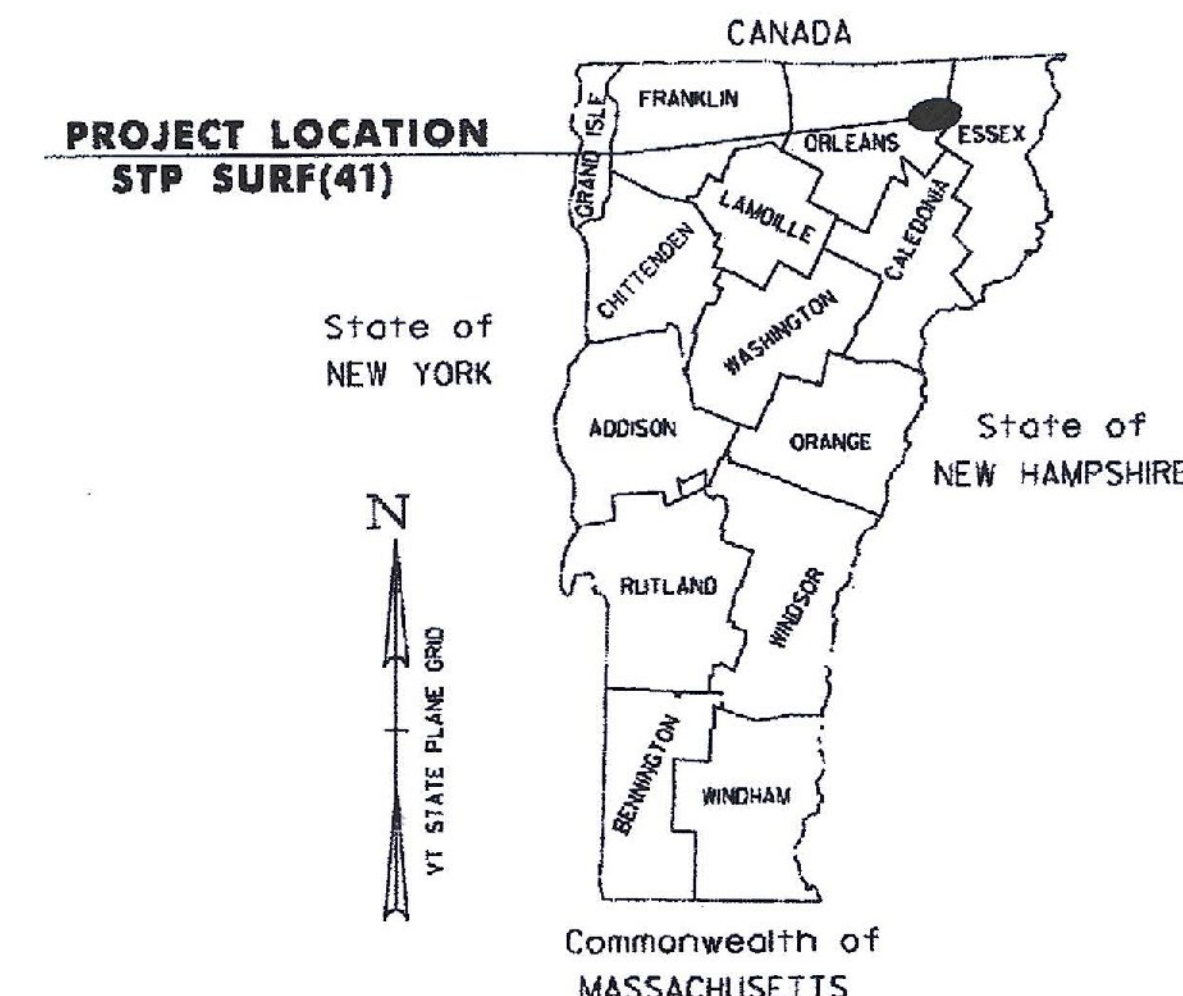 CANADA
PROJECT LOCATION
STP SURF(41)
GRAND ISLE
FRANKLIN
ORLEANS
ESSEX
LAMOILLE
CALEDONIA
CHITTENDEN
WASHINGTON
State of
NEW YORK
ADDISON
ORANGE
State of
NEW HAMPSHIRE
N
VT STATE PLANE GRID
RUTLAND
WINDSOR
BENNINGTON
WINDHAM
Commonwealth of
MASSACHUSETTS